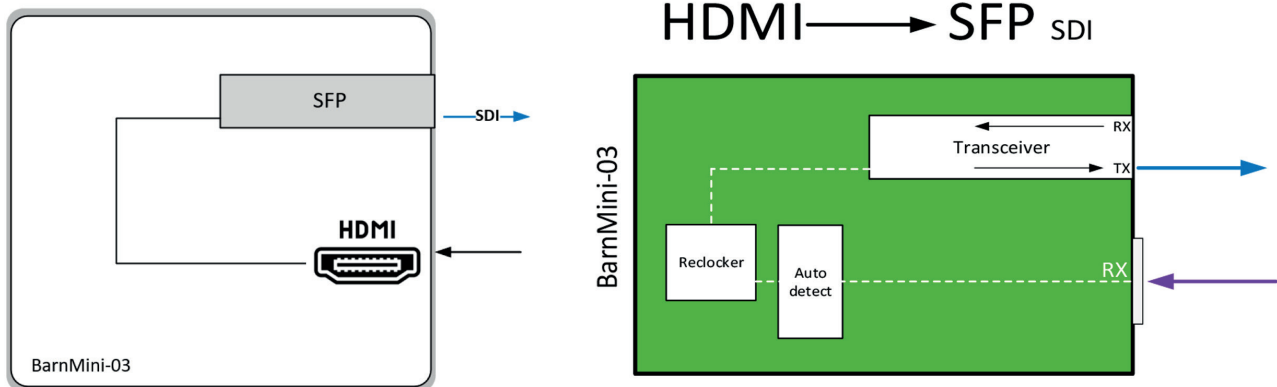 SFP
SDI
HDMI
BarnMini-03
HDMI SFP SDI
BarnMini-03
RX
Transceiver
TX
Reclocker
Auto
detect
RX